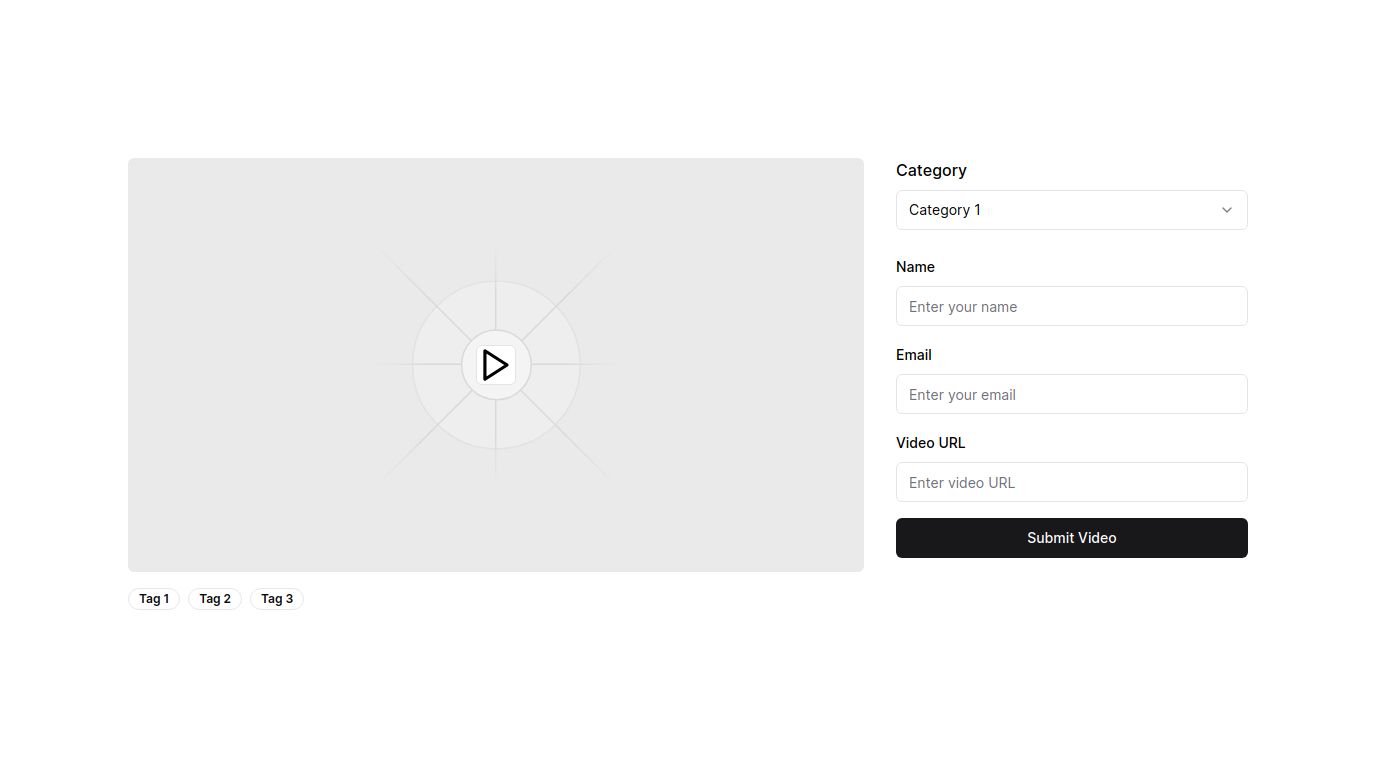 Category
Category 1
Name
Enter your name
Email
Enter your email
Video URL
Enter video URL
Submit Video
Tag 1
Tag 2
Tag 3